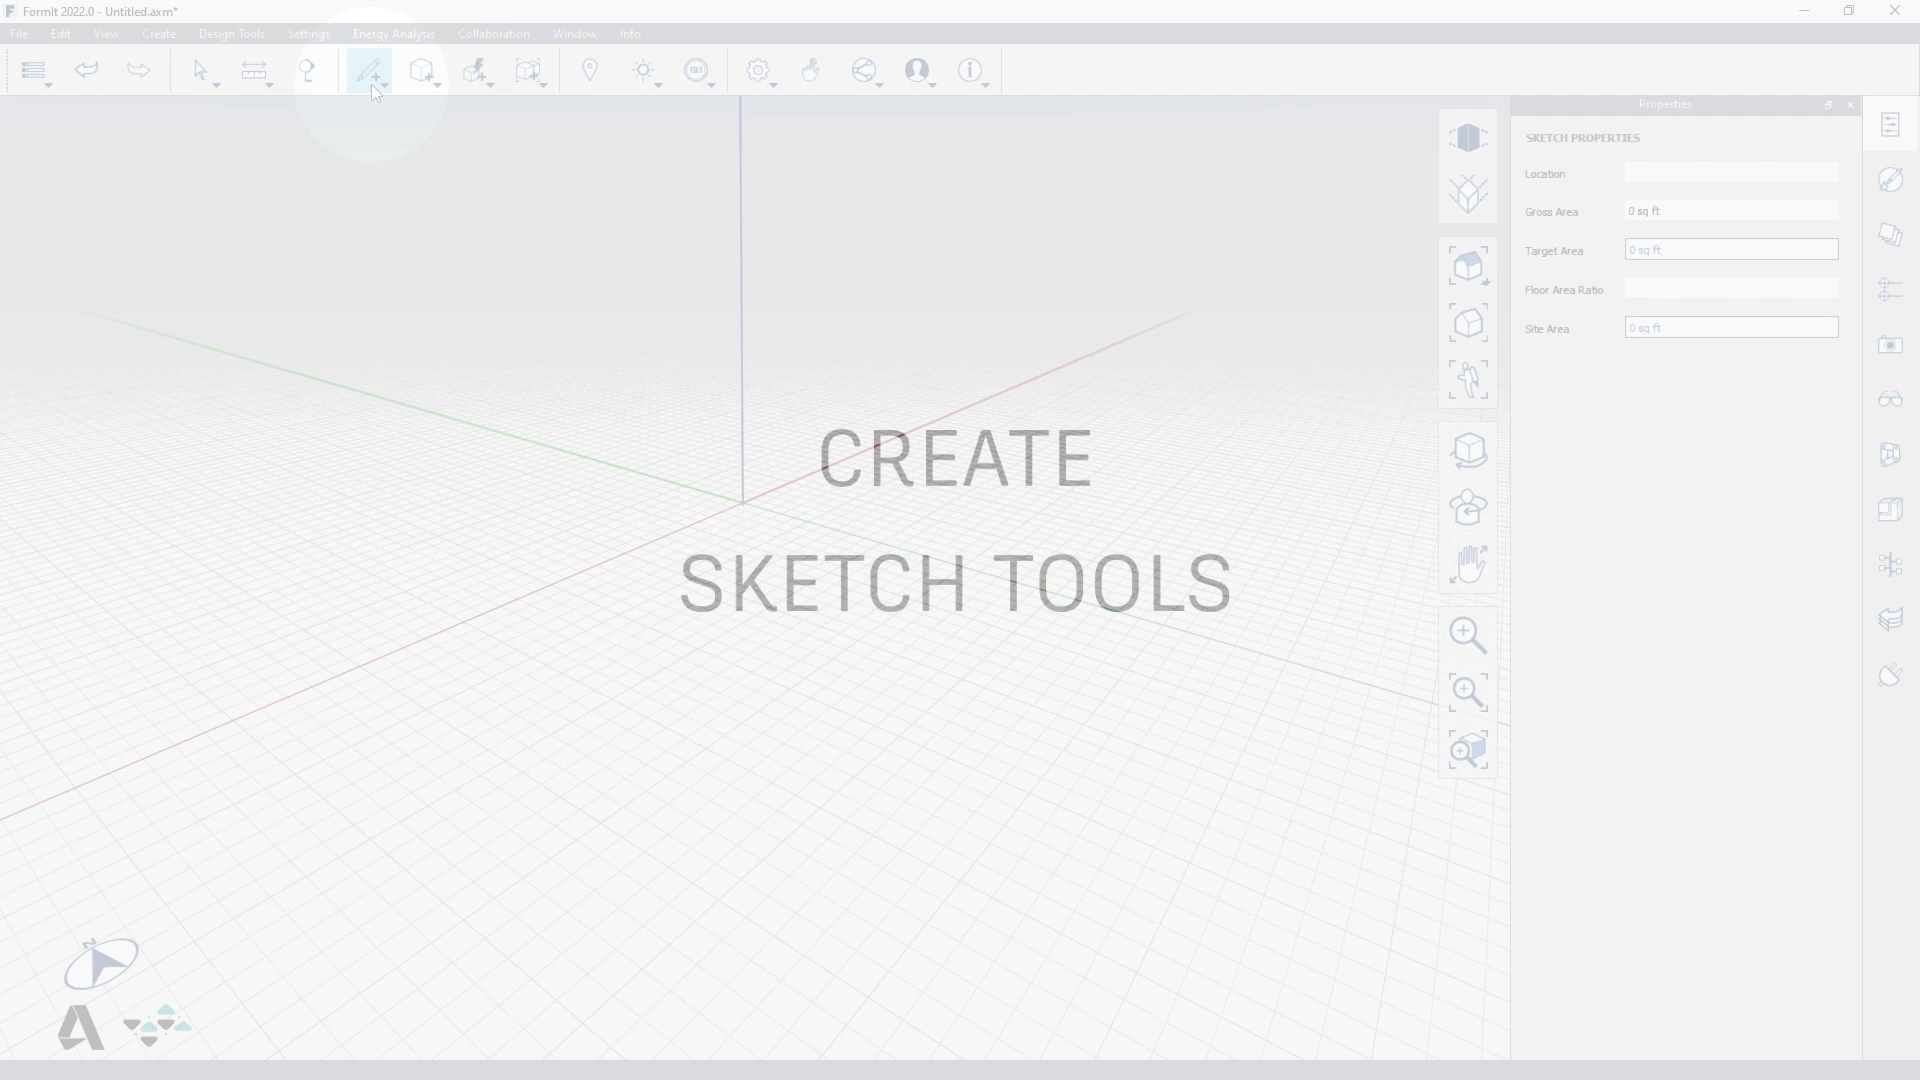 FormIt 2022.0 - Untitled.axm*
File Edit View Create Design Tools Settings Energy Analysis Collaboration Window Info
19.1
Properties
SKETCH PROPERTIES
Location
Gross Area 0 sq ft
Target Area 0 sq ft
Floor Area Ratio
Site Area 0 sq ft
CREATE
SKETCH TOOLS